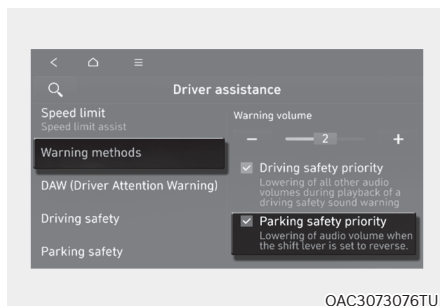 Driver assistance
Speed limit
Speed limit assist
Warning methods
DAW (Driver Attention Warning)
Driving safety
Parking safety
Warning volume
2
Driving safety priority
Lowering of all other audio
volumes during playback of a
driving safety sound warning
Parking safety priority
Lowering of audio volume when
the shift lever is set to reverse.
OAC3073076TU